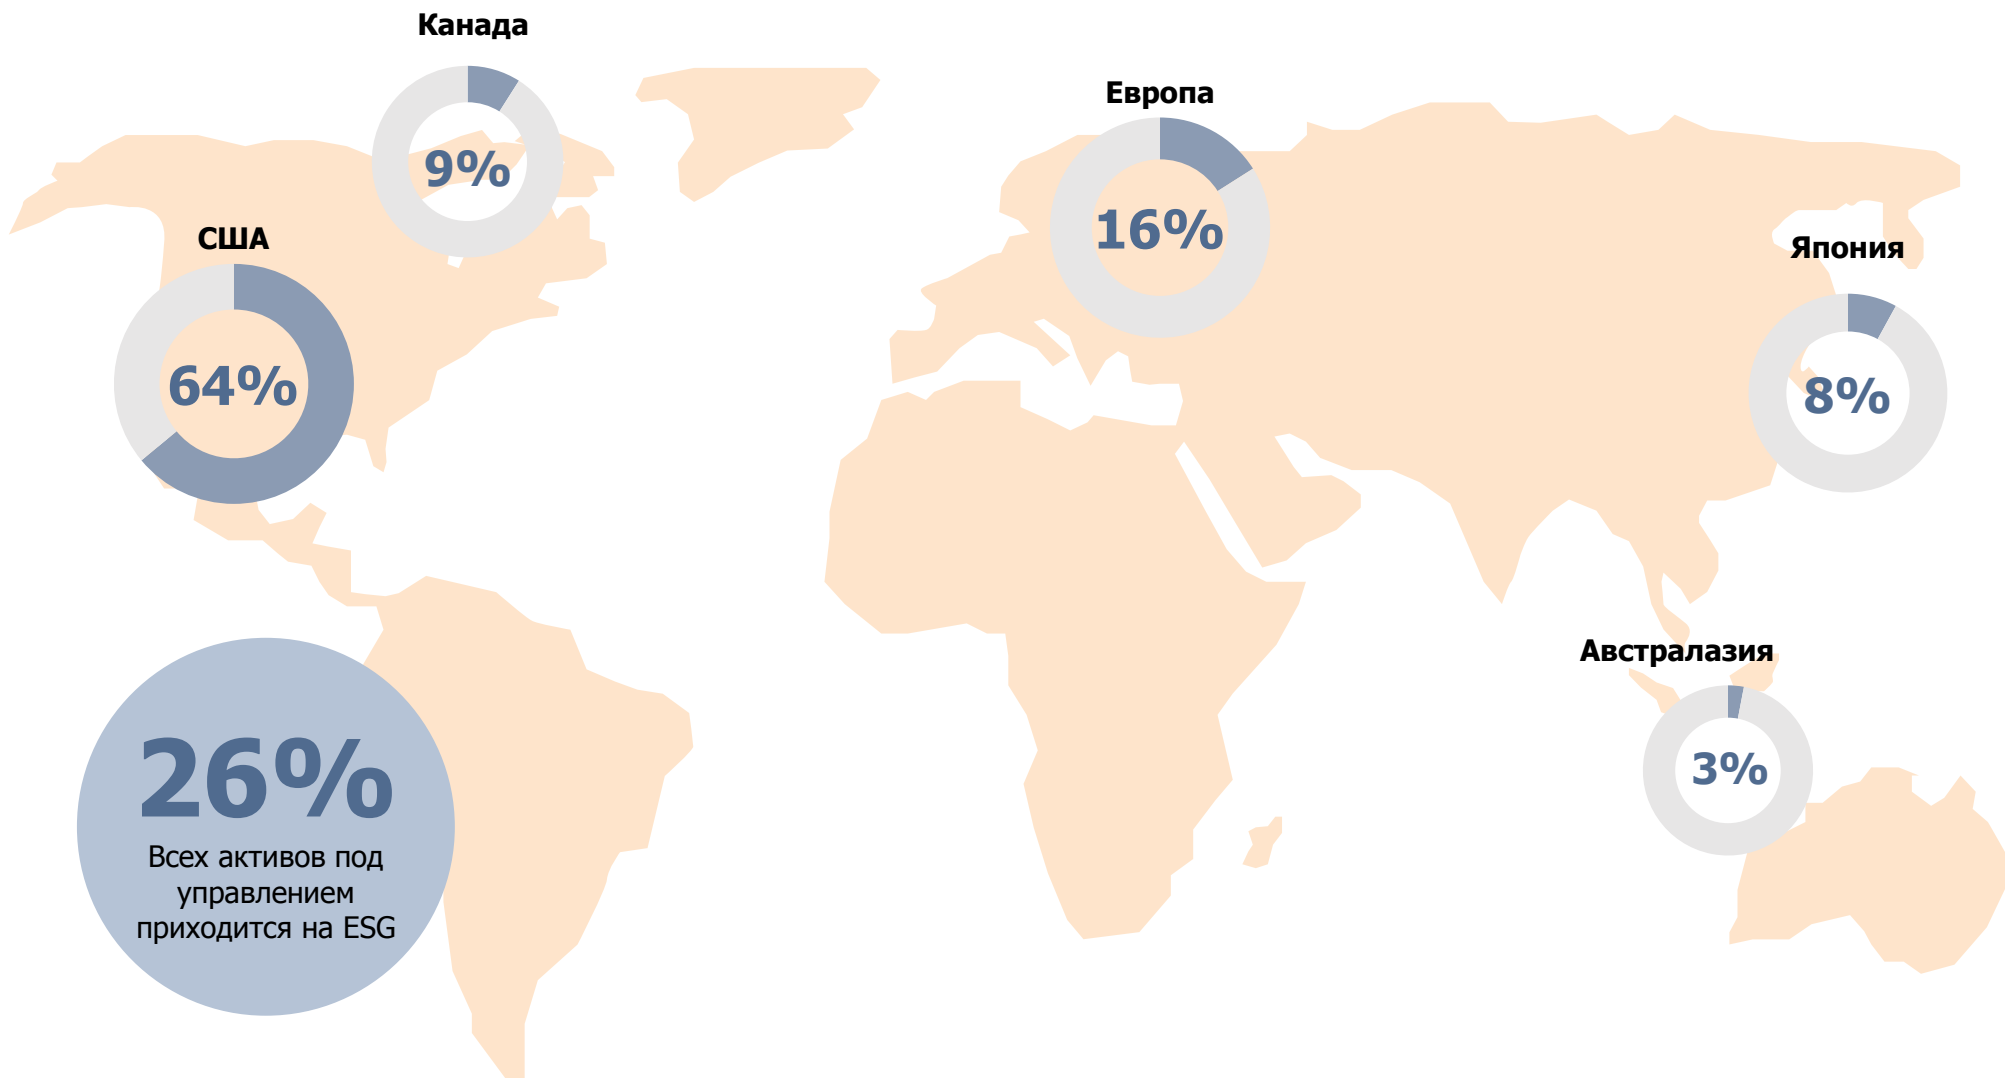 Канада
9%
Европа
16%
США
64%
Япония
8%
Австралазия
3%
26%
Всех активов под
управлением
приходится на ESG